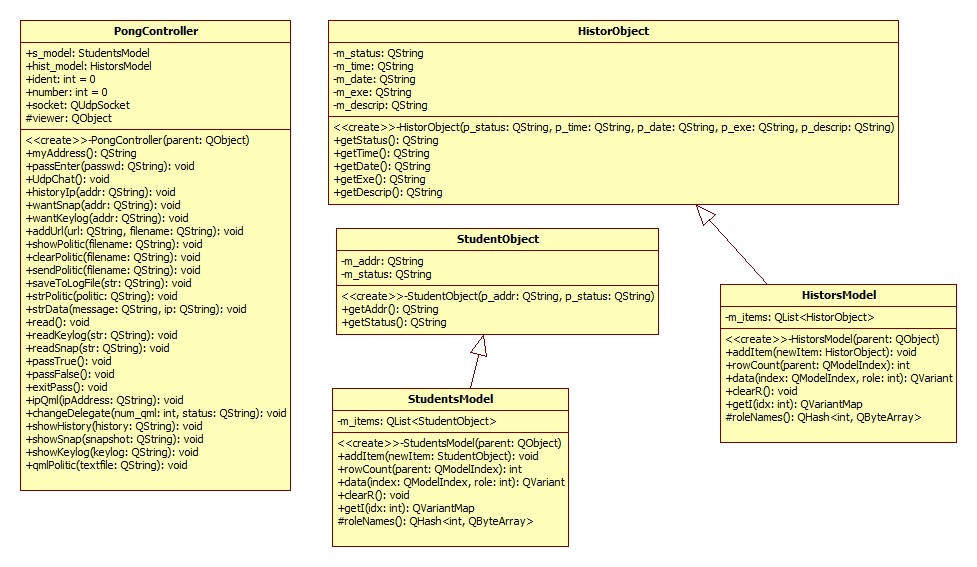 PongController
+s_model: StudentsModel
+hist_model: HistorsModel
+ident: int = 0
+number: int = 0
+socket: QUdpSocket
#viewer: QObject
<<create>>-PongController(parent: QObject)
+myAddress(): QString
+passEnter(passwd: QString): void
+UdpChat(): void
+historyIp(addr: QString): void
+wantSnap(addr: QString): void
+wantKeylog(addr: QString): void
+addUrl(url: QString, filename: QString): void
+showPolitic(filename: QString): void
+clearPolitic(filename: QString): void
+sendPolitic(filename: QString): void
+saveToLogFile(str: QString): void
+strPolitic(politic: QString): void
+strData(message: QString, ip: QString): void
+read(): void
+readKeylog(str: QString): void
+readSnap(str: QString): void
+passTrue(): void
+passFalse(): void
+exitPass(): void
+ipQml(ipAddress: QString): void
+changeDelegate(num_qml: int, status: QString): void
+showHistory(history: QString): void
+showSnap(snapshot: QString): void
+showKeylog(keylog: QString): void
+qmlPolitic(textfile: QString): void
HistorObject
-m_status: QString
-m_time: QString
-m_date: QString
-m_exe: QString
-m_descrip: QString
<<create>>-HistorObject(p_status: QString, p_time: QString, p_date: QString, p_exe: QString, p_descrip: QString)
+getStatus(): QString
+getTime(): QString
+getDate(): QString
+getExe(): QString
+getDescrip(): QString
StudentObject
-m_addr: QString
-m_status: QString
<<create>>-StudentObject(p_addr: QString, p_status: QString)
+getAddr(): QString
+getStatus(): QString
HistorsModel
-m_items: QList<HistorObject>
<<create>>-HistorsModel(parent: QObject)
+addItem(newItem: HistorObject): void
+rowCount(parent: QModelIndex): int
+data(index: QModelIndex, role: int): QVariant
+clearR(): void
+getI(idx: int): QVariantMap
#roleNames(): QHash<int, QByteArray>
StudentsModel
-m_items: QList<StudentObject>
<<create>>-StudentsModel(parent: QObject)
+addItem(newItem: StudentObject): void
+rowCount(parent: QModelIndex): int
+data(index: QModelIndex, role: int): QVariant
+clearR(): void
+getI(idx: int): QVariantMap
#roleNames(): QHash<int, QByteArray>